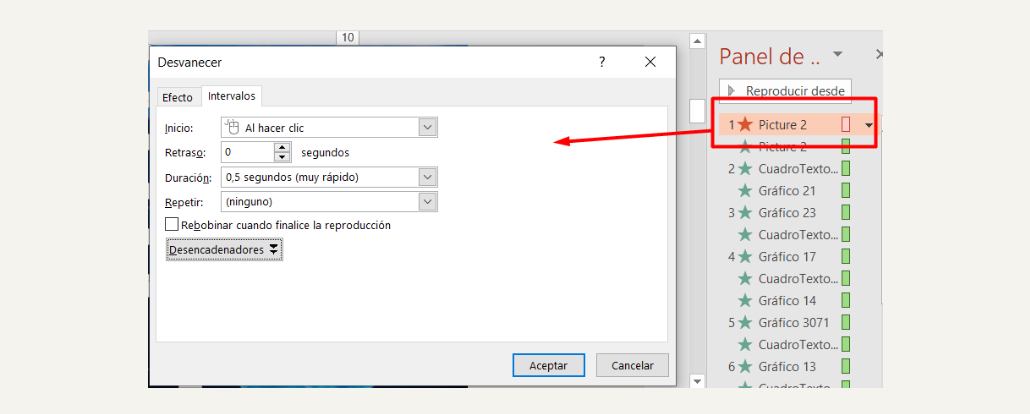 10
Desvanecer
? X
Efecto Intervalos
Inicio: Al hacer clic
Retraso: 0 segundos
Duración: 0,5 segundos (muy rápido)
Repetir: (ninguno)
Rebobinar cuando finalice la reproducción
Desencadenadores
Aceptar Cancelar
Panel de ..
Reproducir desde
1 Picture 2
Picture 2
2 CuadroTexto...
Gráfico 21
3 Gráfico 23
CuadroTexto...
4 Gráfico 17
CuadroTexto...
Gráfico 14
5 Gráfico 3071
CuadroTexto...
6 Gráfico 13
CuadroTexto...